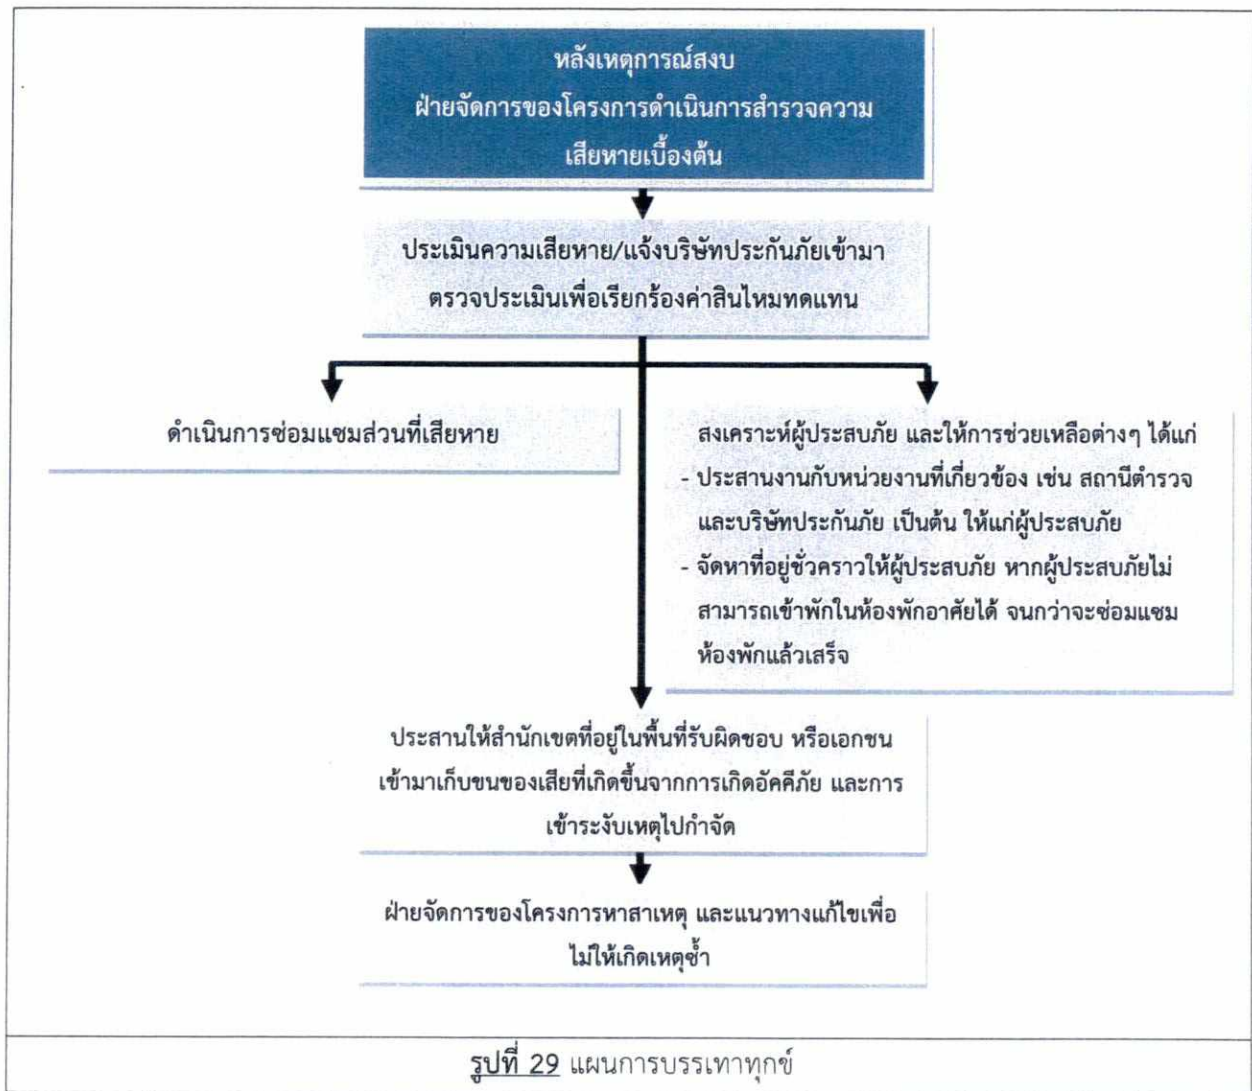 หลังเหตุการณ์สงบ
ฝ่ายจัดการของโครงการดำเนินการสำรวจความ
เสียหายเบื้องต้น
ประเมินความเสียหาย/แจ้งบริษัทประกันภัยเข้ามา
ตรวจประเมินเพื่อเรียกร้องค่าสินไหมทดแทน
ดำเนินการซ่อมแซมส่วนที่เสียหาย
สงเคราะห์ผู้ประสบภัย และให้การช่วยเหลือต่างๆ ได้แก่
- ประสานงานกับหน่วยงานที่เกี่ยวข้อง เช่น สถานีตำรวจ
และบริษัทประกันภัย เป็นต้น ให้แก่ผู้ประสบภัย
- จัดหาที่อยู่ชั่วคราวให้ผู้ประสบภัย หากผู้ประสบภัยไม่
สามารถเข้าพักในห้องพักอาศัยได้ จนกว่าจะซ่อมแซม
ห้องพักแล้วเสร็จ
ประสานให้สำนักเขตที่อยู่ในพื้นที่รับผิดชอบ หรือเอกชน
เข้ามาเก็บขนของเสียที่เกิดขึ้นจากการเกิดอัคคีภัย และการ
เข้าระงับเหตุไปกำจัด
ฝ่ายจัดการของโครงการหาสาเหตุ และแนวทางแก้ไขเพื่อ
ไม่ให้เกิดเหตุซ้ำ
รูปที่ 29 แผนการบรรเทาทุกข์